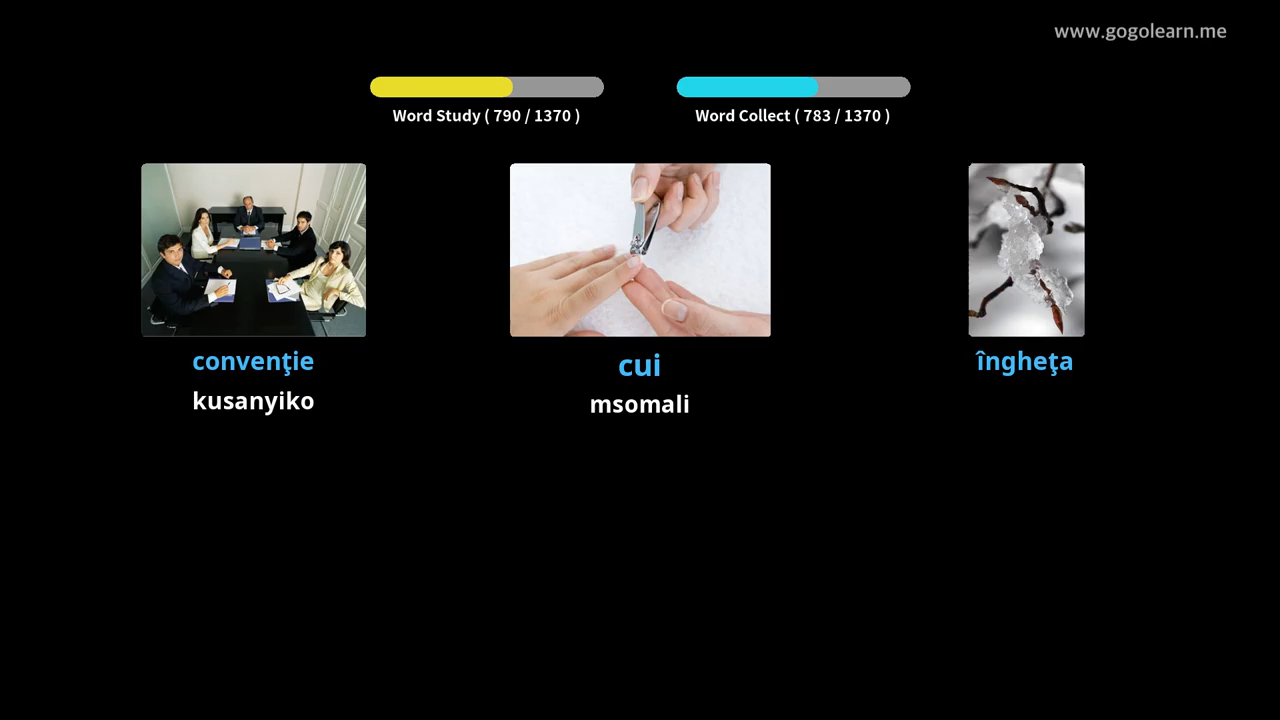 www.gogolearn.me
Word Study ( 790 / 1370 )
Word Collect ( 783 / 1370 )
convenţie
kusanyiko
cui
msomali
îngheţa